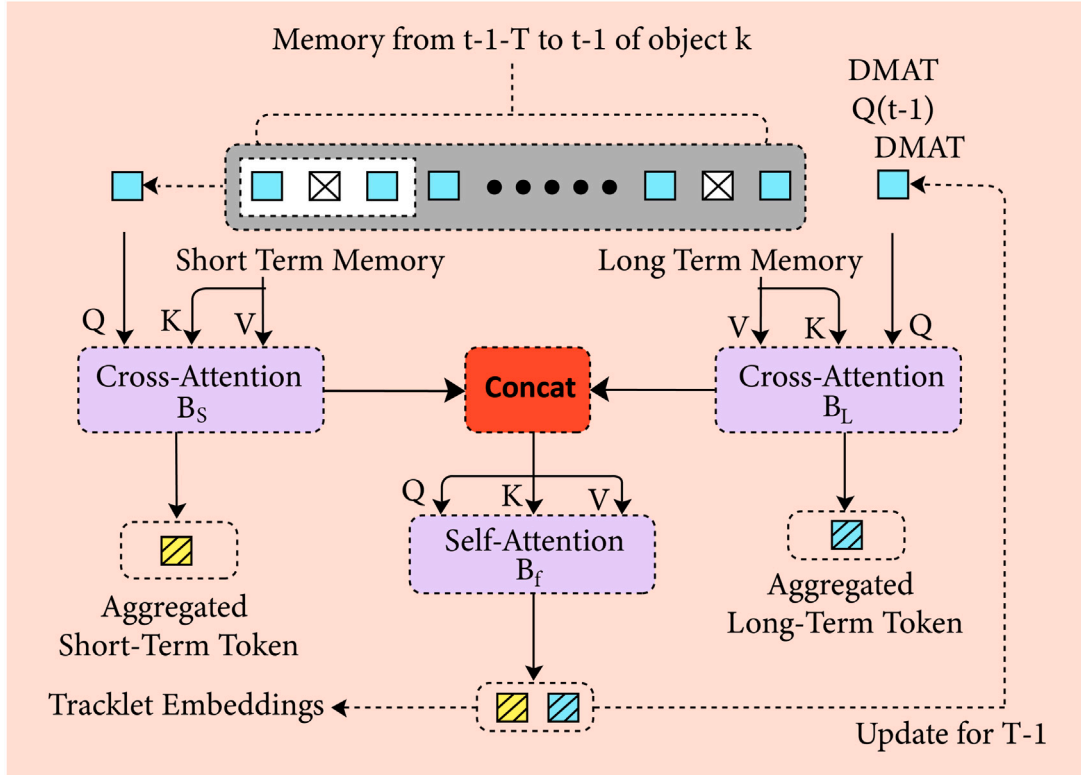 Memory from t-1-T to t-1 of object k
DMAT
Q(t-1)
DMAT
Short Term Memory
Long Term Memory
Q
K
V
V
K
Q
Cross-Attention
B_S
Concat
Cross-Attention
B_L
Q
K
V
Self-Attention
B_f
Aggregated
Short-Term Token
Aggregated
Long-Term Token
Tracklet Embeddings
Update for T-1